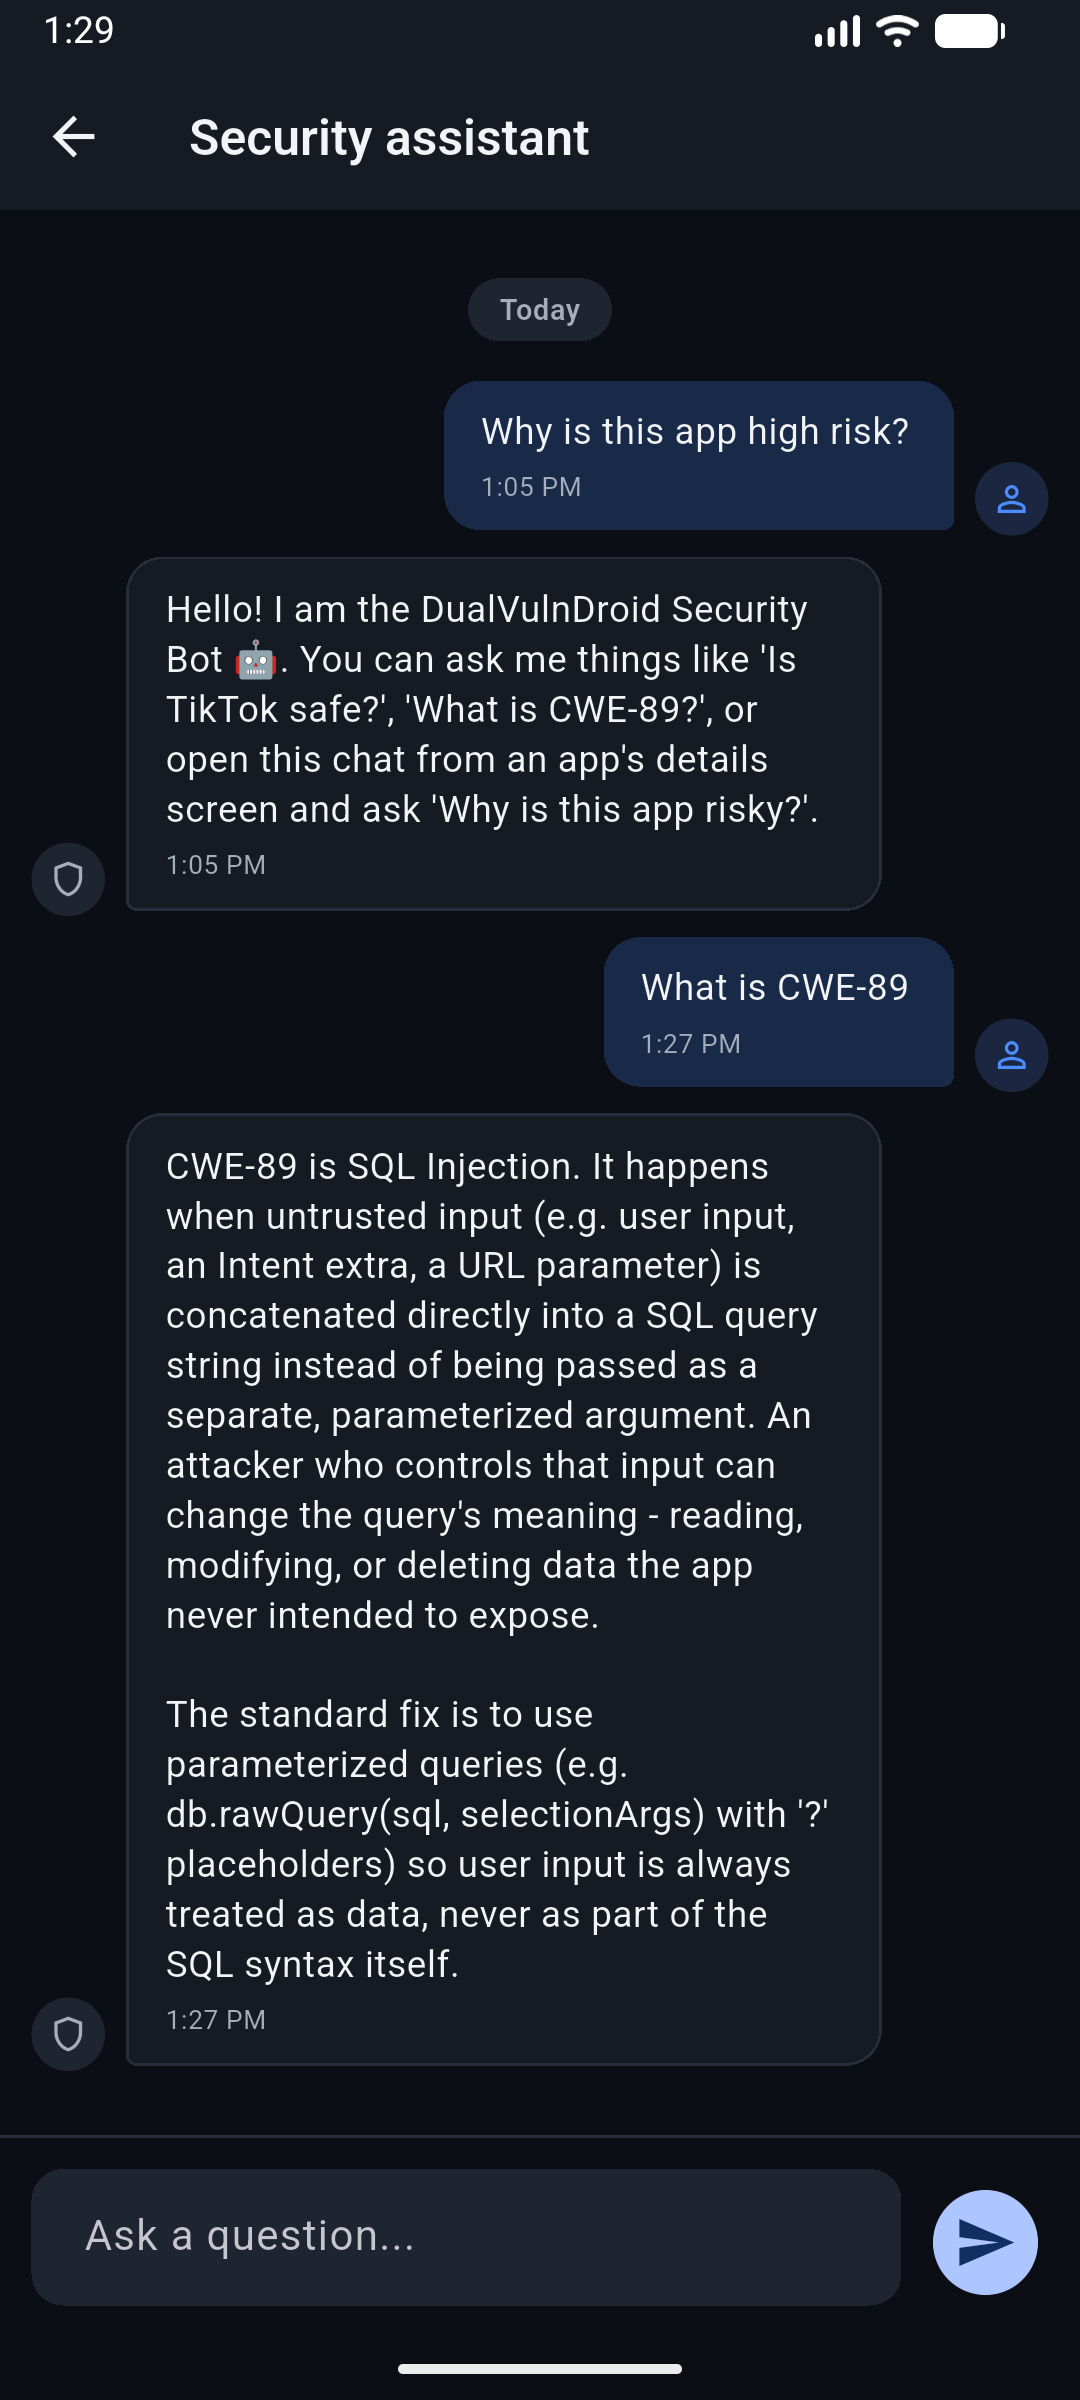 1:29
Security assistant
Today
Why is this app high risk?
1:05 PM
Hello! I am the DualVulnDroid Security
Bot 🤖. You can ask me things like 'Is
TikTok safe?', 'What is CWE-89?', or
open this chat from an app's details
screen and ask 'Why is this app risky?'.
1:05 PM
What is CWE-89
1:27 PM
CWE-89 is SQL Injection. It happens
when untrusted input (e.g. user input,
an Intent extra, a URL parameter) is
concatenated directly into a SQL query
string instead of being passed as a
separate, parameterized argument. An
attacker who controls that input can
change the query's meaning - reading,
modifying, or deleting data the app
never intended to expose.
The standard fix is to use
parameterized queries (e.g.
db.rawQuery(sql, selectionArgs) with '?'
placeholders) so user input is always
treated as data, never as part of the
SQL syntax itself.
1:27 PM
Ask a question...